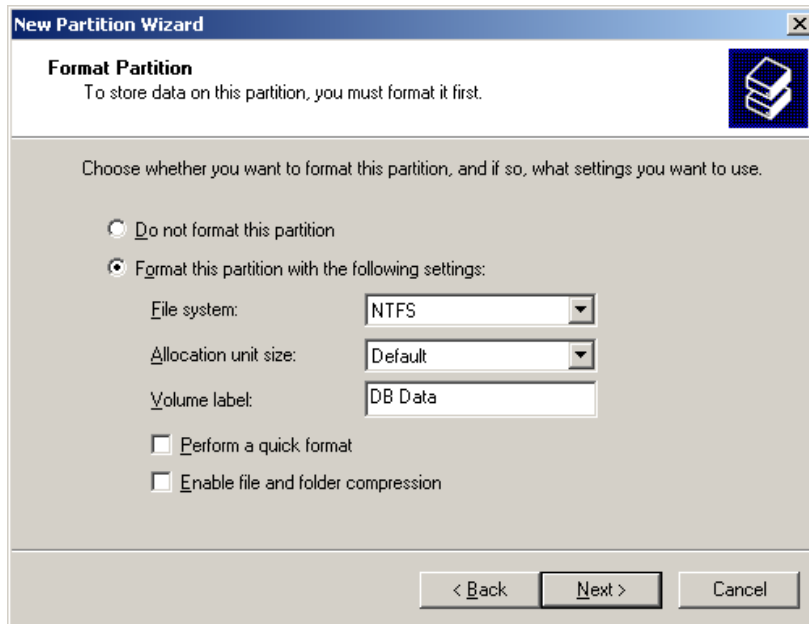 New Partition Wizard
Format Partition
To store data on this partition, you must format it first.
Choose whether you want to format this partition, and if so, what settings you want to use.
Do not format this partition
Format this partition with the following settings:
File system: NTFS
Allocation unit size: Default
Volume label: DB Data
Perform a quick format
Enable file and folder compression
< Back Next > Cancel